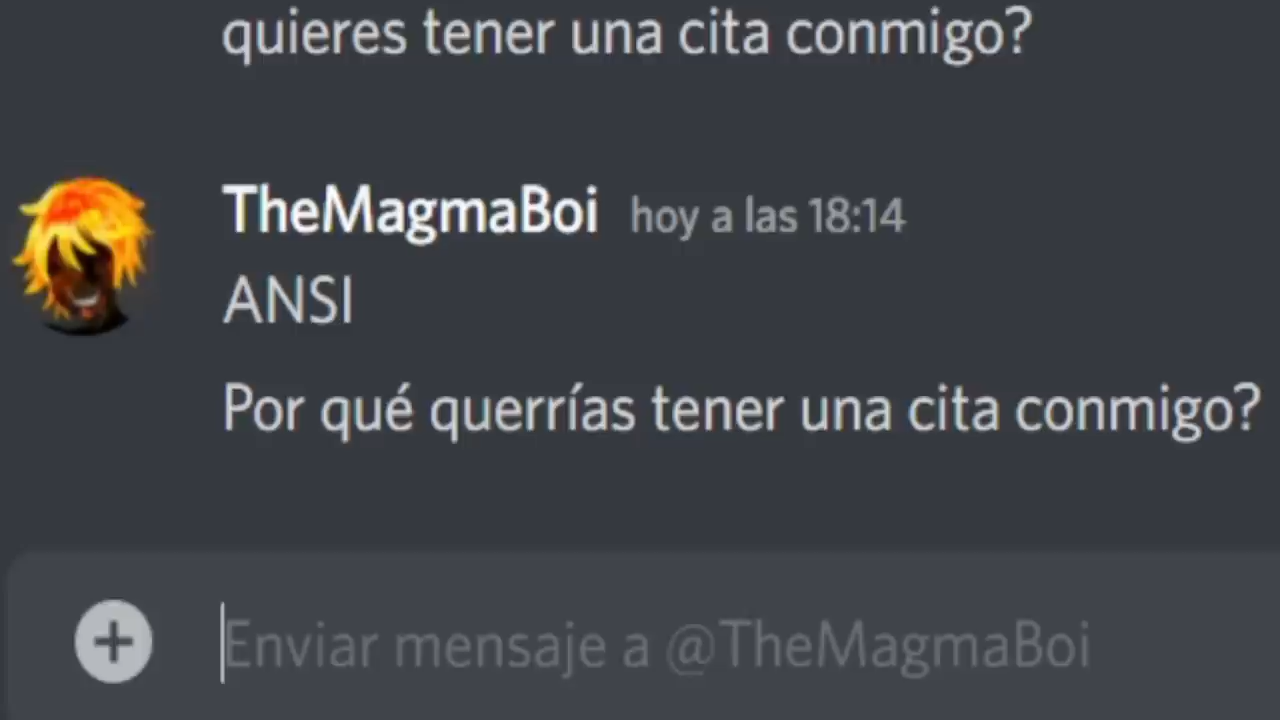 quieres tener una cita conmigo?
TheMagmaBoi hoy a las 18:14
ANSI
Por qué querrías tener una cita conmigo?
Enviar mensaje a @TheMagmaBoi